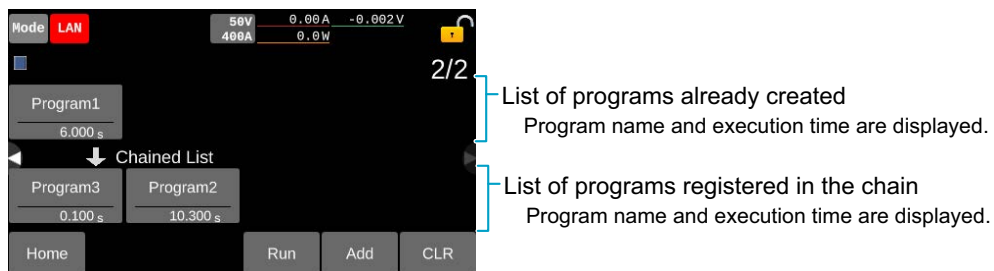 Mode LAN 50V 0.00A -0.002V
400A 0.0W
2/2
List of programs already created
Program1
Program name and execution time are displayed.
6.000 s
Chained List
Program3 Program2
List of programs registered in the chain
0.100 s 10.300 s
Program name and execution time are displayed.
Home Run Add CLR